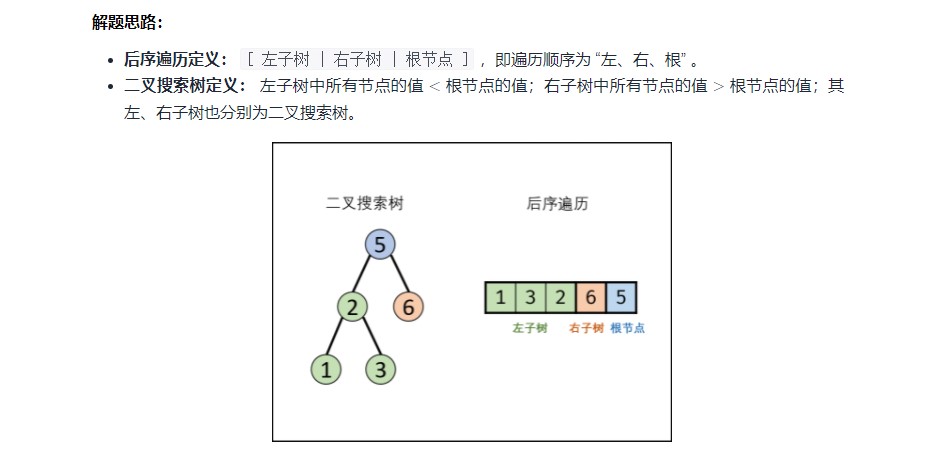 解题思路：
• 后序遍历定义： [ 左子树 | 右子树 | 根节点 ] ，即遍历顺序为 “左、右、根” 。
• 二叉搜索树定义： 左子树中所有节点的值 < 根节点的值；右子树中所有节点的值 > 根节点的值；其
左、右子树也分别为二叉搜索树。
二叉搜索树
后序遍历
5
2
6
1
3
1 3 2 6 5
左子树 右子树 根节点